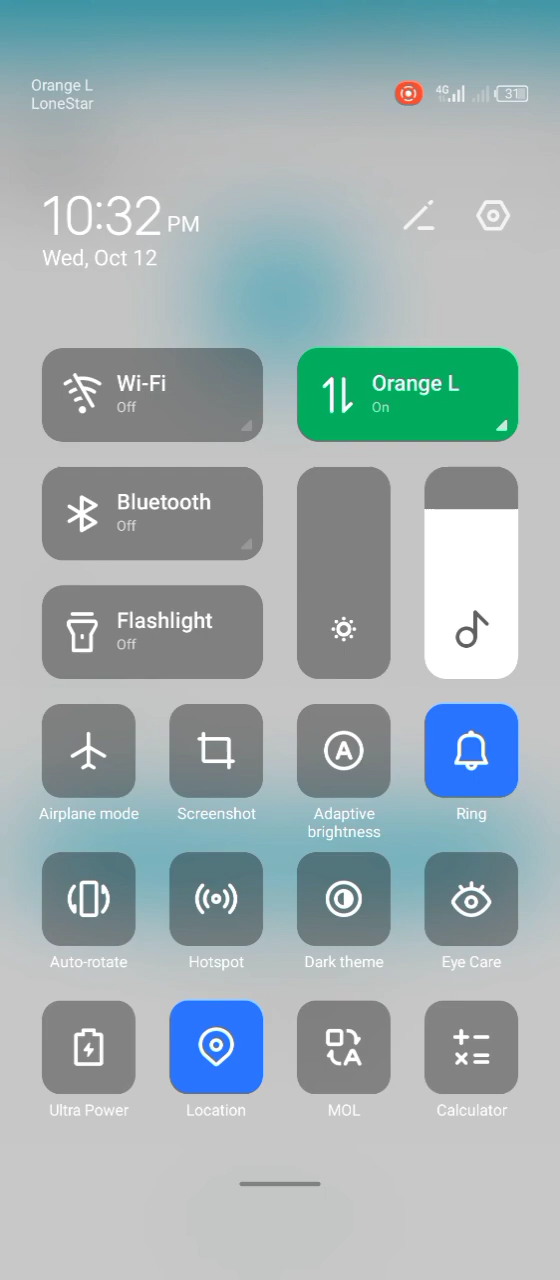 Orange L
LoneStar
4G
31
10:32 PM
Wed, Oct 12
Wi-Fi
Off
Orange L
On
Bluetooth
Off
Flashlight
Off
Airplane mode
Screenshot
Adaptive
brightness
Ring
Auto-rotate
Hotspot
Dark theme
Eye Care
Ultra Power
Location
MOL
Calculator